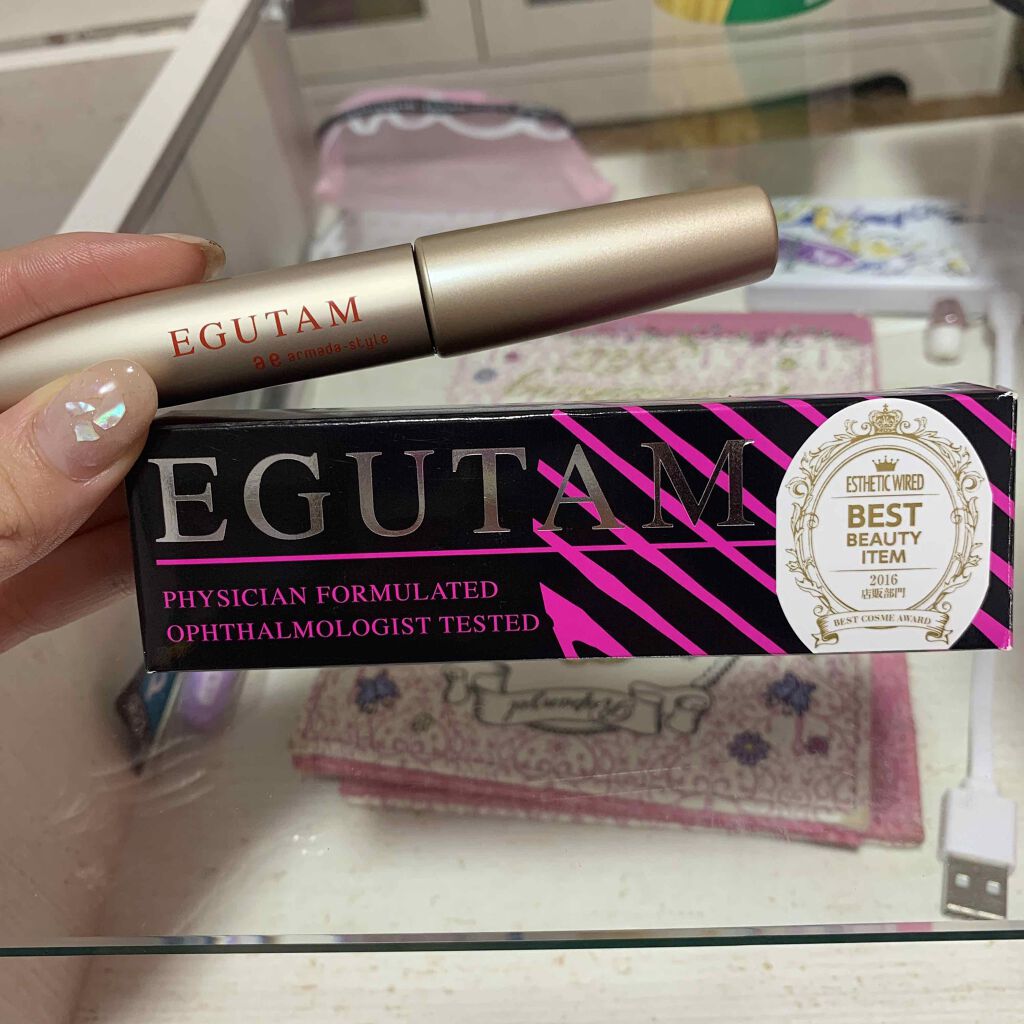 EGUTAM
ae armada-style
EGUTAM
PHYSICIAN FORMULATED
OPHTHALMOLOGIST TESTED
ESTHETIC WIRED
BEST
BEAUTY
ITEM
2016
店販部門
BEST COSME AWARD
Rapunzel